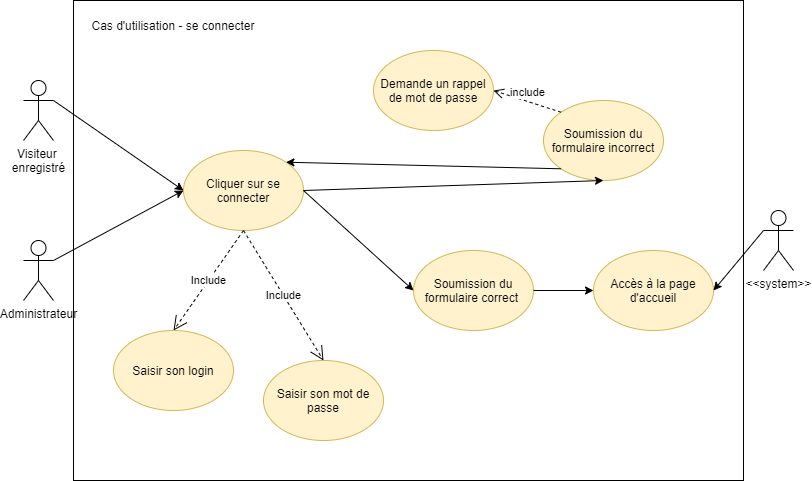 Cas d'utilisation - se connecter
Demande un rappel
de mot de passe
include
Soumission du
formulaire incorrect
Visiteur
enregistré
Cliquer sur se
connecter
Administrateur
Include
Include
Soumission du
formulaire correct
Accès à la page
d'accueil
<<system>>
Saisir son login
Saisir son mot de
passe